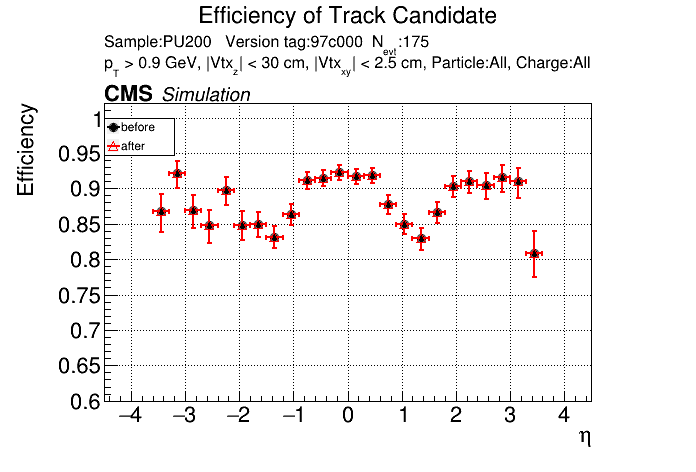 Efficiency of Track Candidate
Sample:PU200 Version tag:97c000 N_evt:175
p_T > 0.9 GeV, |Vtx_z| < 30 cm, |Vtx_xy| < 2.5 cm, Particle:All, Charge:All
CMS Simulation
Efficiency
1
before
after
0.95
0.9
0.85
0.8
0.75
0.7
0.65
0.6
−4 −3 −2 −1 0 1 2 3 4
η